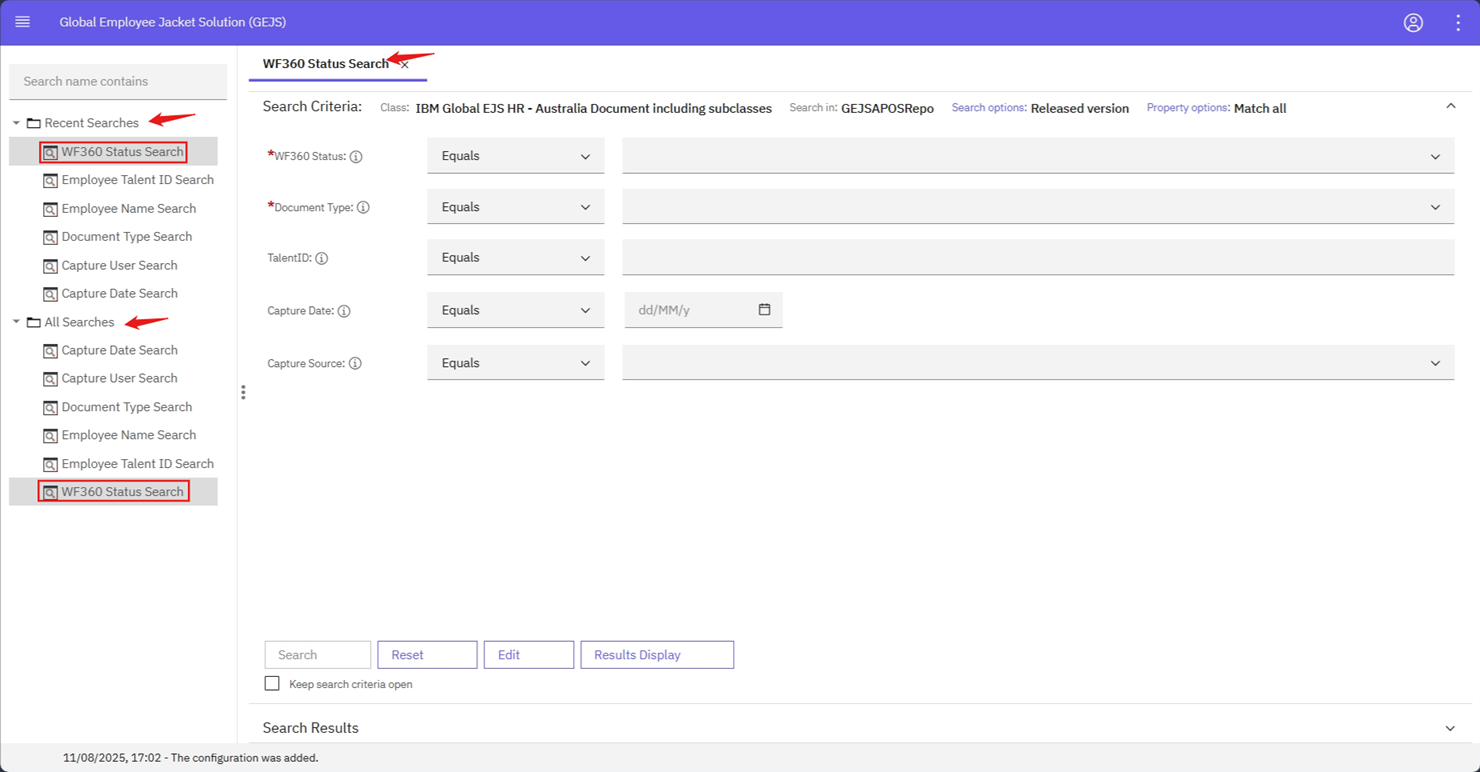 Global Employee Jacket Solution (GEJS)
Search name contains
Recent Searches
WF360 Status Search
Employee Talent ID Search
Employee Name Search
Document Type Search
Capture User Search
Capture Date Search
All Searches
Capture Date Search
Capture User Search
Document Type Search
Employee Name Search
Employee Talent ID Search
WF360 Status Search
WF360 Status Search
Search Criteria: Class: IBM Global EJS HR - Australia Document including subclasses Search in: GEJSAPOSRepo Search options: Released version Property options: Match all
*WF360 Status: Equals
*Document Type: Equals
TalentID: Equals
Capture Date: Equals dd/MM/y
Capture Source: Equals
Search Reset Edit Results Display
Keep search criteria open
Search Results
11/08/2025, 17:02 - The configuration was added.